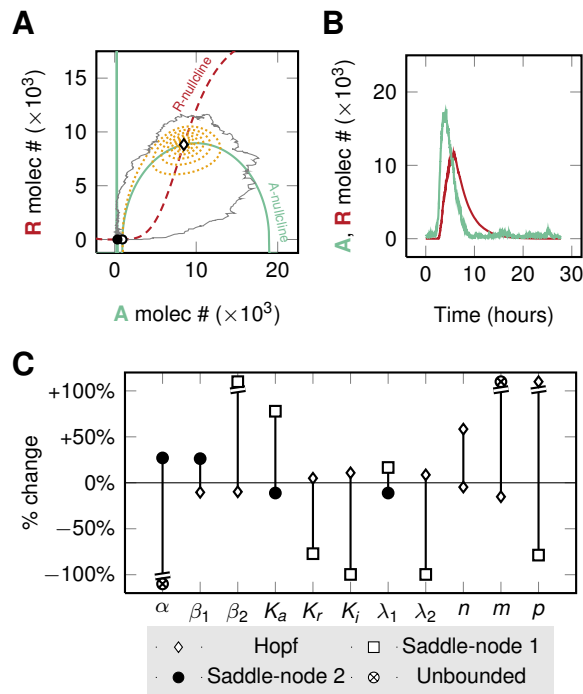 A
R molec # (×10³)
15
10
5
0
0
10
20
R-nullcline
A-nullcline
A molec # (×10³)
B
A, R molec # (×10³)
20
10
0
0
10
20
30
Time (hours)
C
% change
+100%
+50%
0%
−50%
−100%
α β₁ β₂ Kₐ Kᵣ Kᵢ λ₁ λ₂ n m p
Hopf
Saddle-node 1
Saddle-node 2
Unbounded